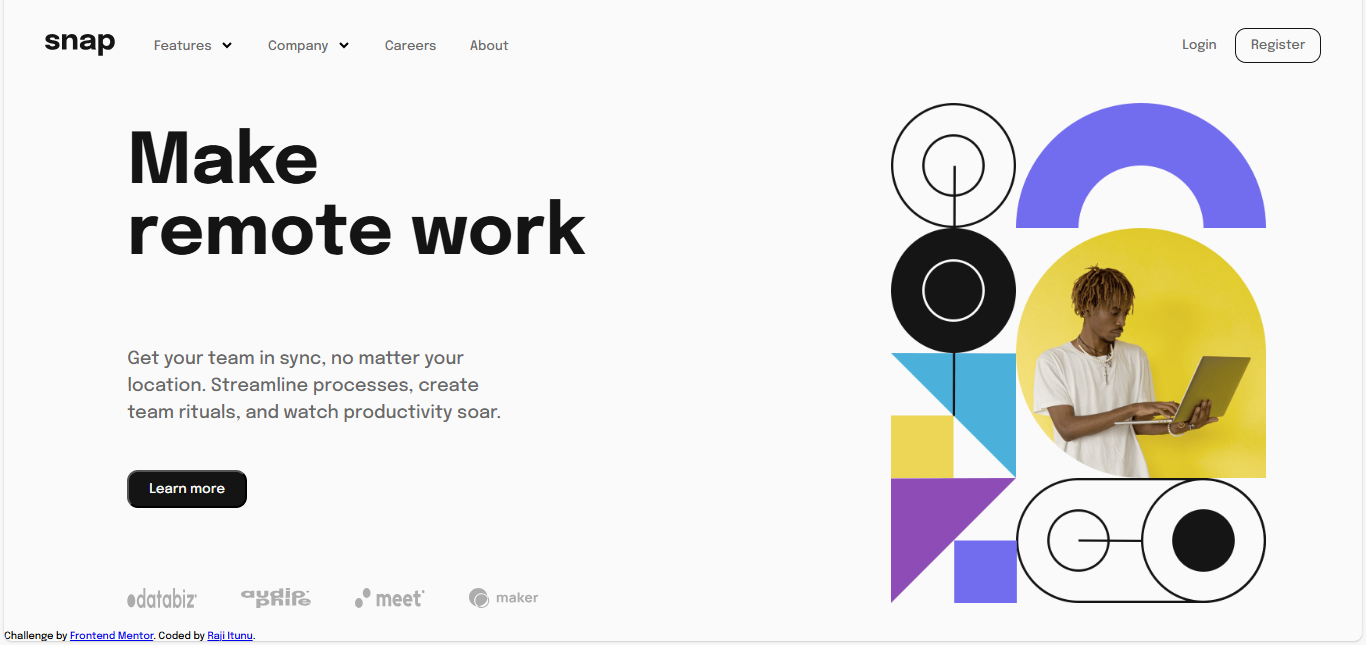 snap
Features
Company
Careers
About
Login
Register
Make
remote work
Get your team in sync, no matter your
location. Streamline processes, create
team rituals, and watch productivity soar.
Learn more
databiz
audiophile
meet
maker
Challenge by Frontend Mentor. Coded by Raji Itunu.